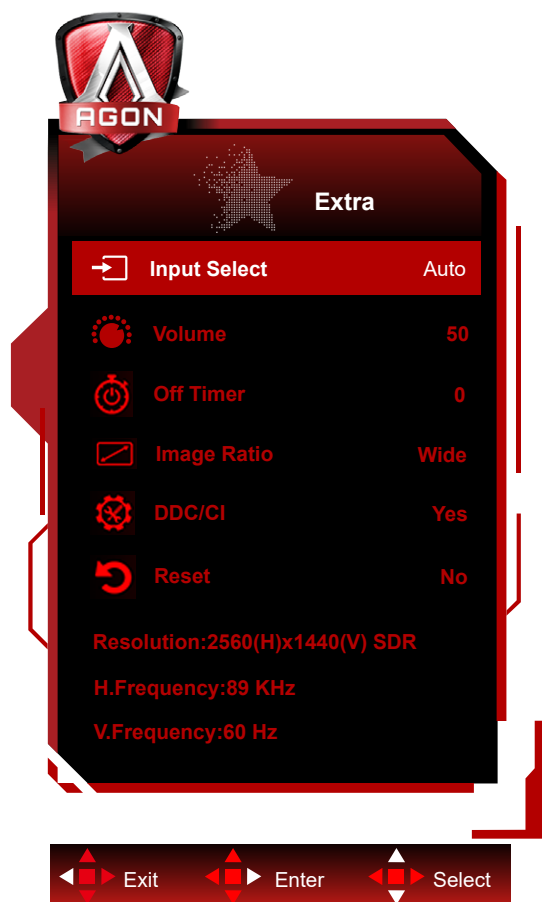 AGON
Extra
Input Select Auto
Volume 50
Off Timer 0
Image Ratio Wide
DDC/CI Yes
Reset No
Resolution:2560(H)x1440(V) SDR
H.Frequency:89 KHz
V.Frequency:60 Hz
Exit Enter Select